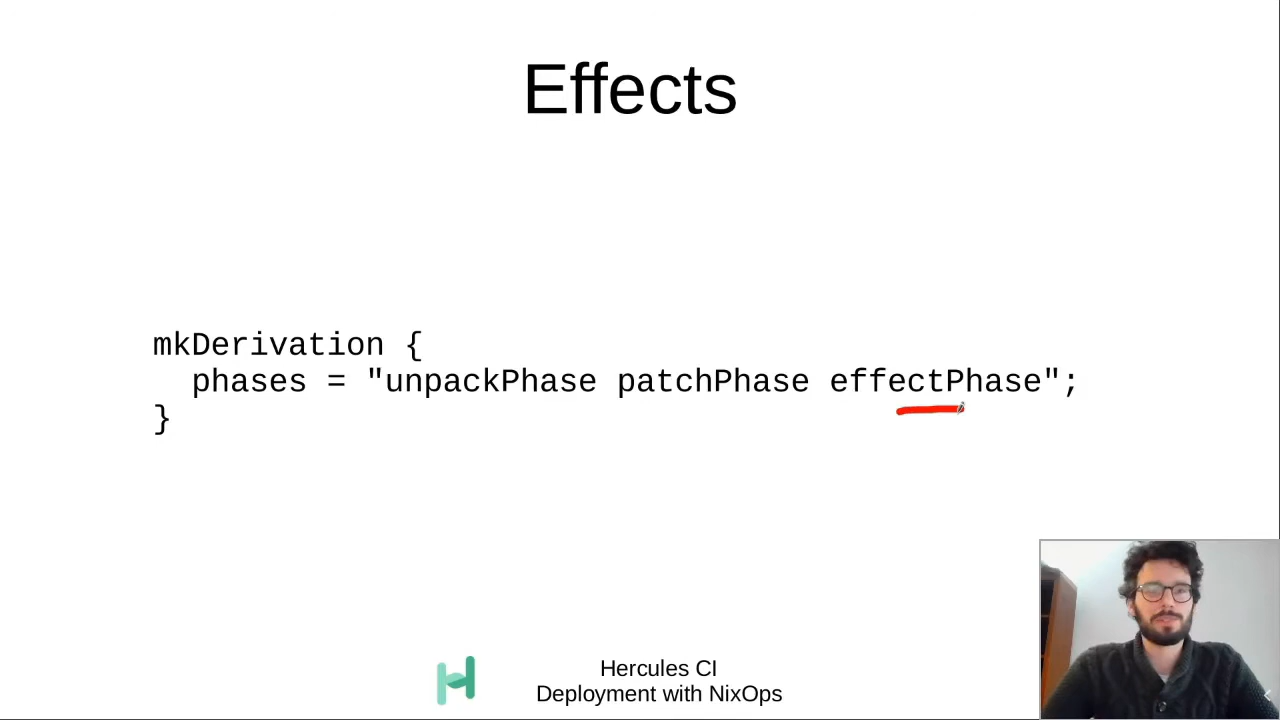 Effects
mkDerivation {
  phases = "unpackPhase patchPhase effectPhase";
}
Hercules CI
Deployment with NixOps